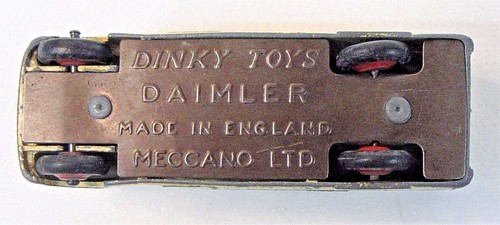 DINKY TOYS
DAIMLER
MADE IN ENGLAND
MECCANO LTD